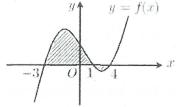 y = f(x)
-3 O 1 4 x